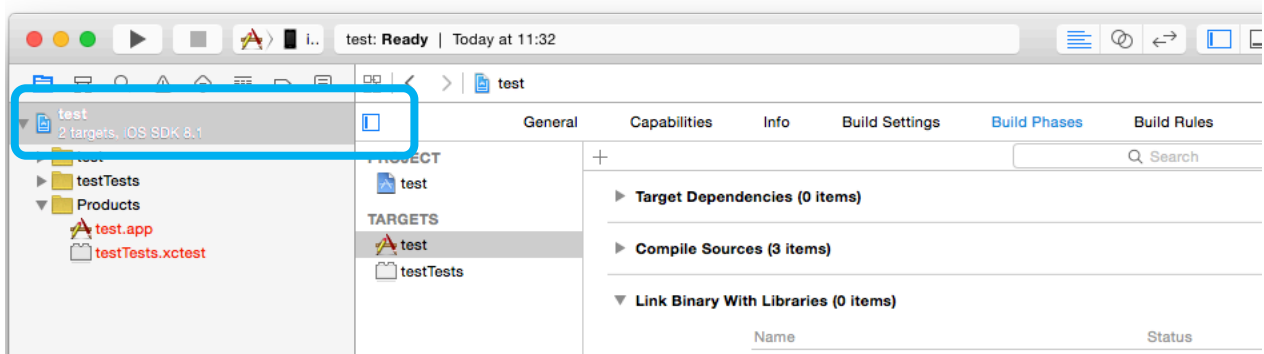 i.. test: Ready | Today at 11:32
test
test
2 targets, iOS SDK 8.1
General Capabilities Info Build Settings Build Phases Build Rules
test
testTests
Products
test.app
testTests.xctest
PROJECT
test
TARGETS
test
testTests
Search
Target Dependencies (0 items)
Compile Sources (3 items)
Link Binary With Libraries (0 items)
Name Status